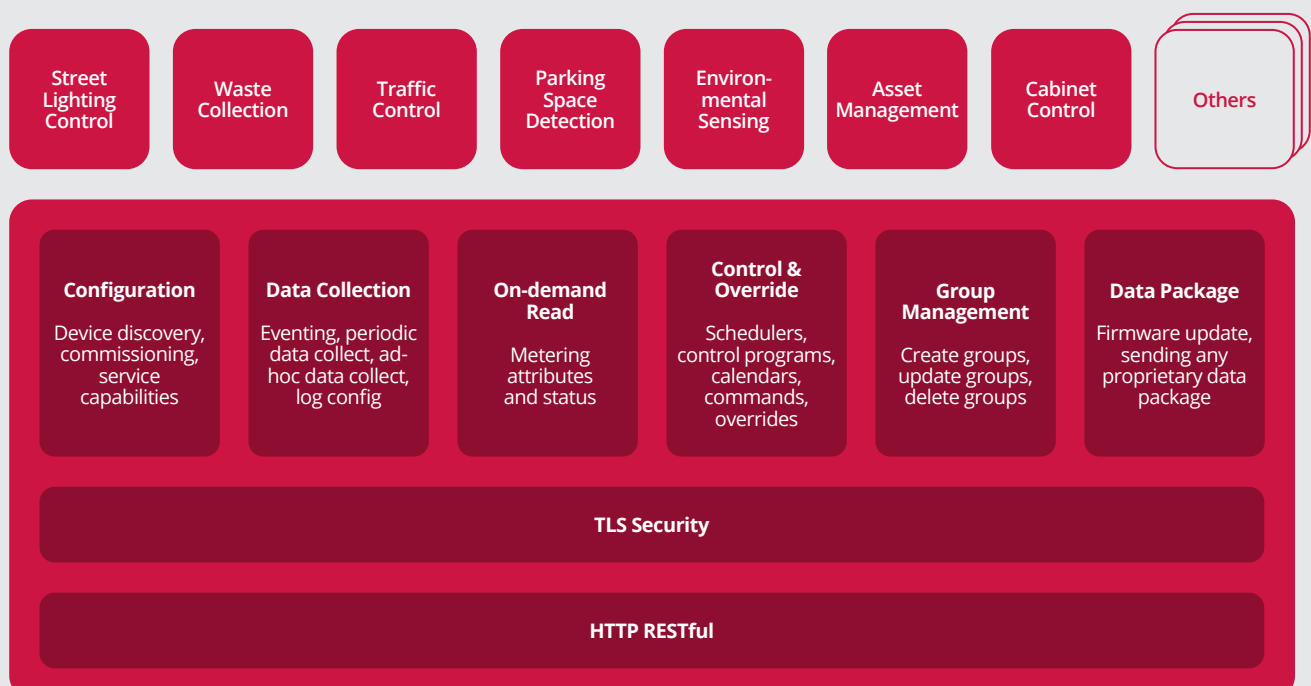 Street
Lighting
Control
Waste
Collection
Traffic
Control
Parking
Space
Detection
Environ-
mental
Sensing
Asset
Management
Cabinet
Control
Others
Configuration
Device discovery,
commissioning,
service
capabilities
Data Collection
Eventing, periodic
data collect, ad-
hoc data collect,
log config
On-demand
Read
Metering
attributes
and status
Control &
Override
Schedulers,
control programs,
calendars,
commands,
overrides
Group
Management
Create groups,
update groups,
delete groups
Data Package
Firmware update,
sending any
proprietary data
package
TLS Security
HTTP RESTful